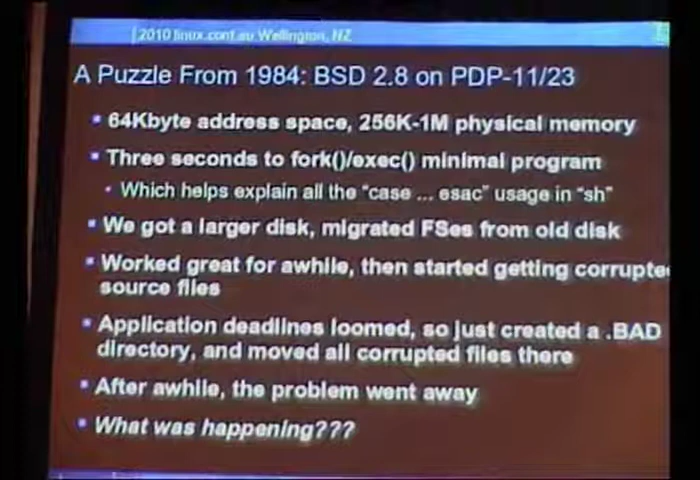 2010 linux.conf.au Wellington, NZ
A Puzzle From 1984: BSD 2.8 on PDP-11/23
64Kbyte address space, 256K-1M physical memory
Three seconds to fork()/exec() minimal program
Which helps explain all the "case ... esac" usage in "sh"
We got a larger disk, migrated FSes from old disk
Worked great for awhile, then started getting corrupte
source files
Application deadlines loomed, so just created a .BAD
directory, and moved all corrupted files there
After awhile, the problem went away
What was happening???